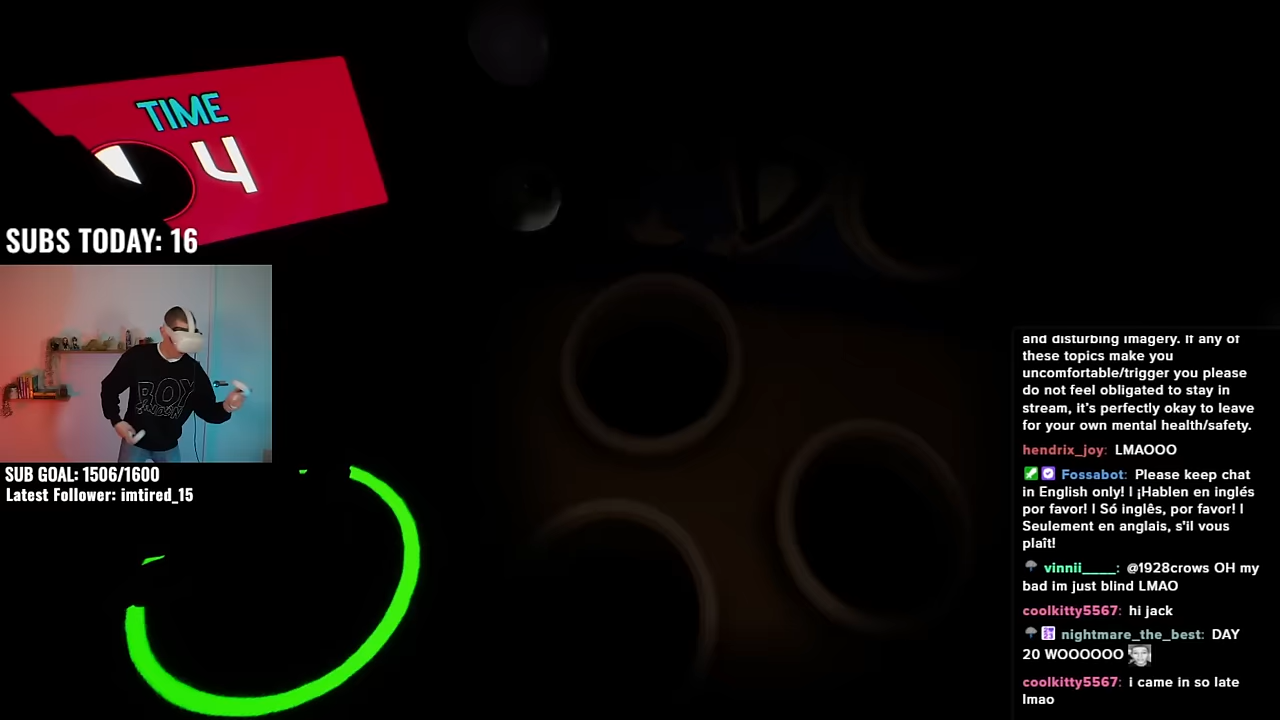 TIME
4
SUBS TODAY: 16
BOY
LONDON
SUB GOAL: 1506/1600
Latest Follower: imtired_15
and disturbing imagery. If any of
these topics make you
uncomfortable/trigger you please
do not feel obligated to stay in
stream, it's perfectly okay to leave
for your own mental health/safety.
hendrix_joy: LMAOOO
Fossabot: Please keep chat
in English only! | ¡Hablen en inglés
por favor! | Só inglês, por favor! |
Seulement en anglais, s'il vous
plaît!
vinnii____: @1928crows OH my
bad im just blind LMAO
coolkitty5567: hi jack
nightmare_the_best: DAY
20 WOOOOOO
coolkitty5567: i came in so late
lmao